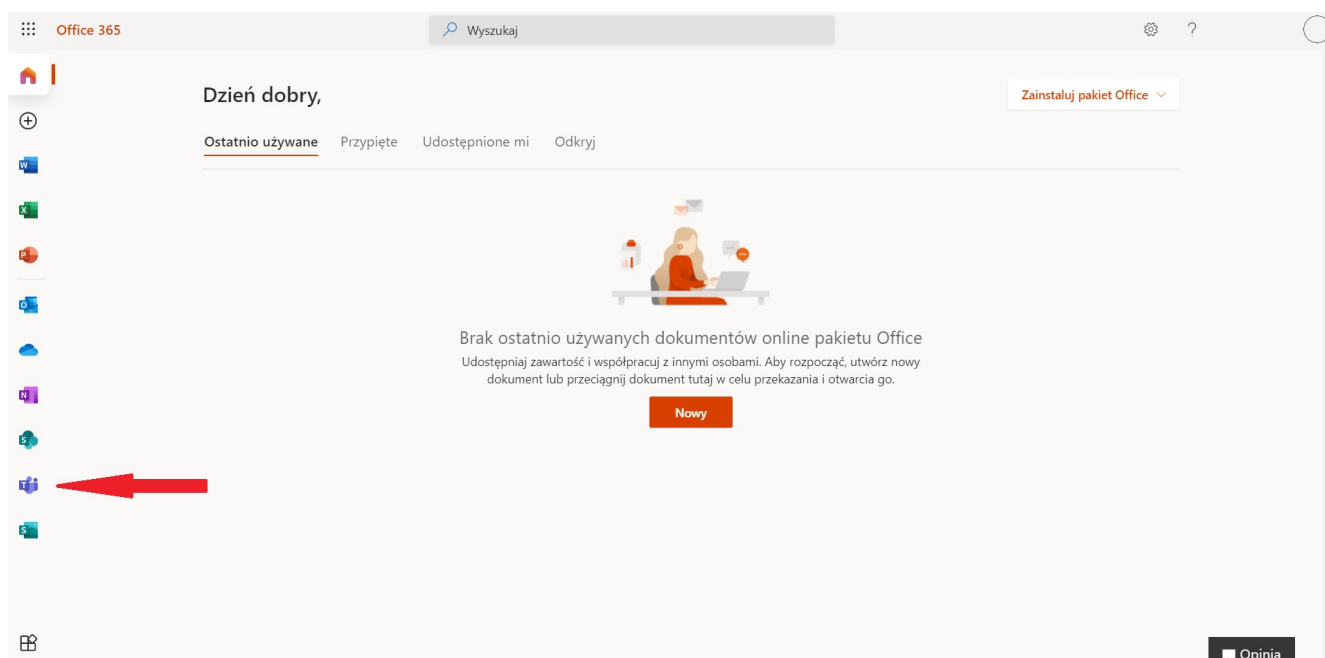 Office 365
Wyszukaj
?
Dzień dobry,
Zainstaluj pakiet Office
Ostatnio używane Przypięte Udostępnione mi Odkryj
Brak ostatnio używanych dokumentów online pakietu Office
Udostępniaj zawartość i współpracuj z innymi osobami. Aby rozpocząć, utwórz nowy
dokument lub przeciągnij dokument tutaj w celu przekazania i otwarcia go.
Nowy
W
X
P
O
N
S
T
S
Opinia